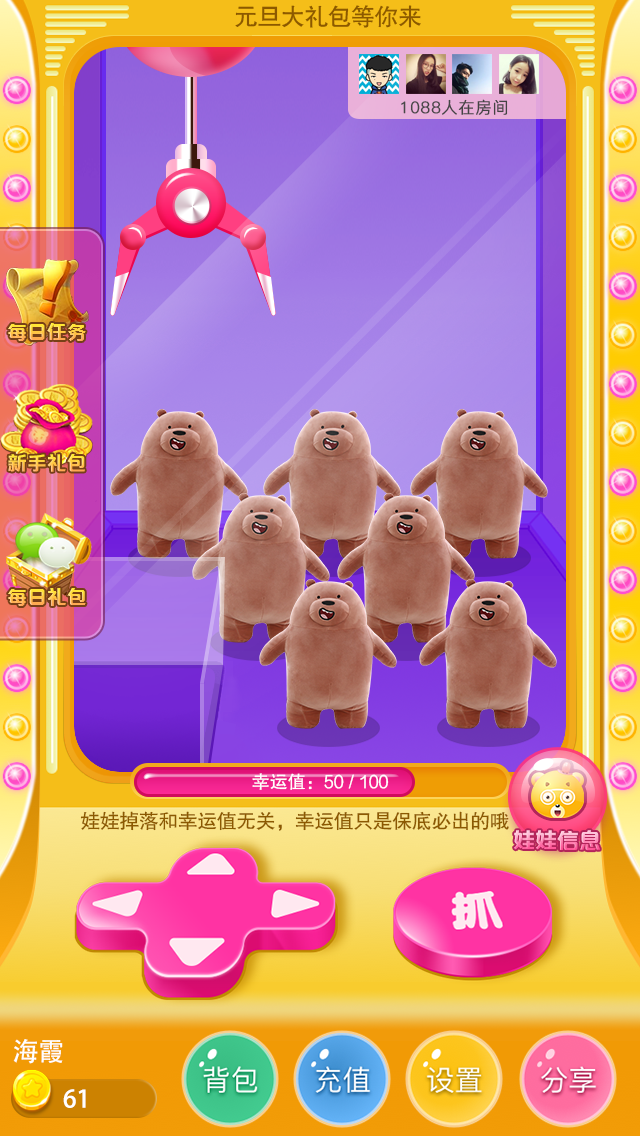 元旦大礼包等你来
1088人在房间
每日任务
新手礼包
每日礼包
幸运值：50 / 100
娃娃掉落和幸运值无关，幸运值只是保底必出的哦
娃娃信息
抓
海霞
61
背包
充值
设置
分享